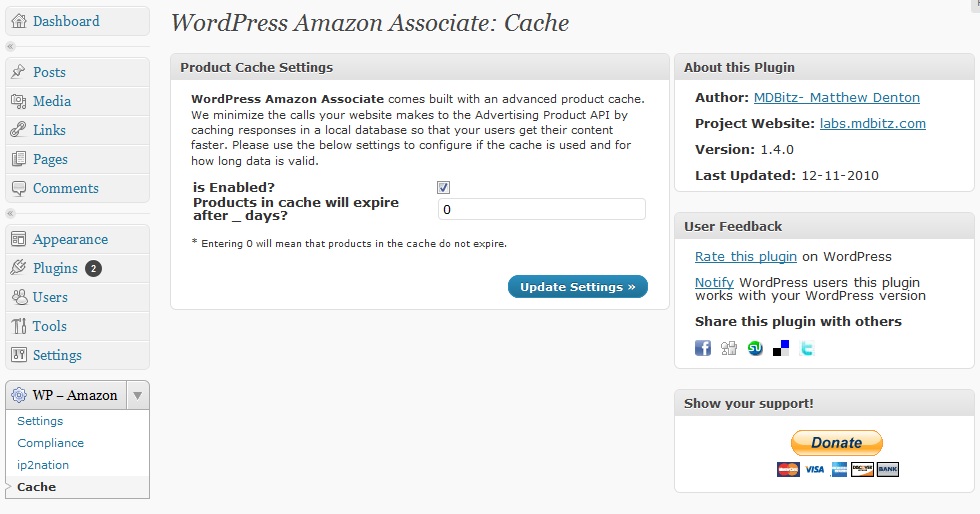 Dashboard
Posts
Media
Links
Pages
Comments
Appearance
Plugins 2
Users
Tools
Settings
WP – Amazon
Settings
Compliance
ip2nation
Cache
WordPress Amazon Associate: Cache
Product Cache Settings
WordPress Amazon Associate comes built with an advanced product cache.
We minimize the calls your website makes to the Advertising Product API by
caching responses in a local database so that your users get their content
faster. Please use the below settings to configure if the cache is used and for
how long data is valid.
is Enabled?
Products in cache will expire
after _ days?
0
* Entering 0 will mean that products in the cache do not expire.
Update Settings »
About this Plugin
Author: MDBitz- Matthew Denton
Project Website: labs.mdbitz.com
Version: 1.4.0
Last Updated: 12-11-2010
User Feedback
Rate this plugin on WordPress
Notify WordPress users this plugin
works with your WordPress version
Share this plugin with others
Show your support!
Donate
MasterCard VISA DISCOVER BANK